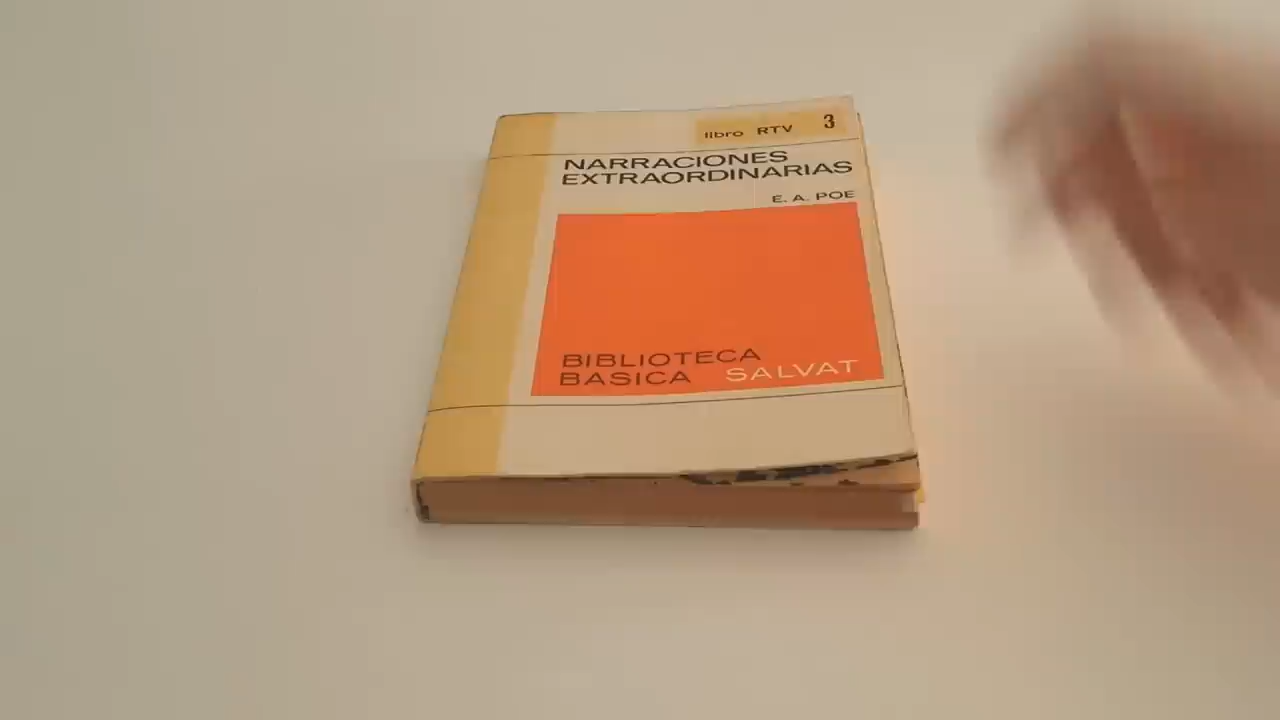 libro RTV 3
NARRACIONES
EXTRAORDINARIAS
E. A. POE
BIBLIOTECA
BASICA SALVAT